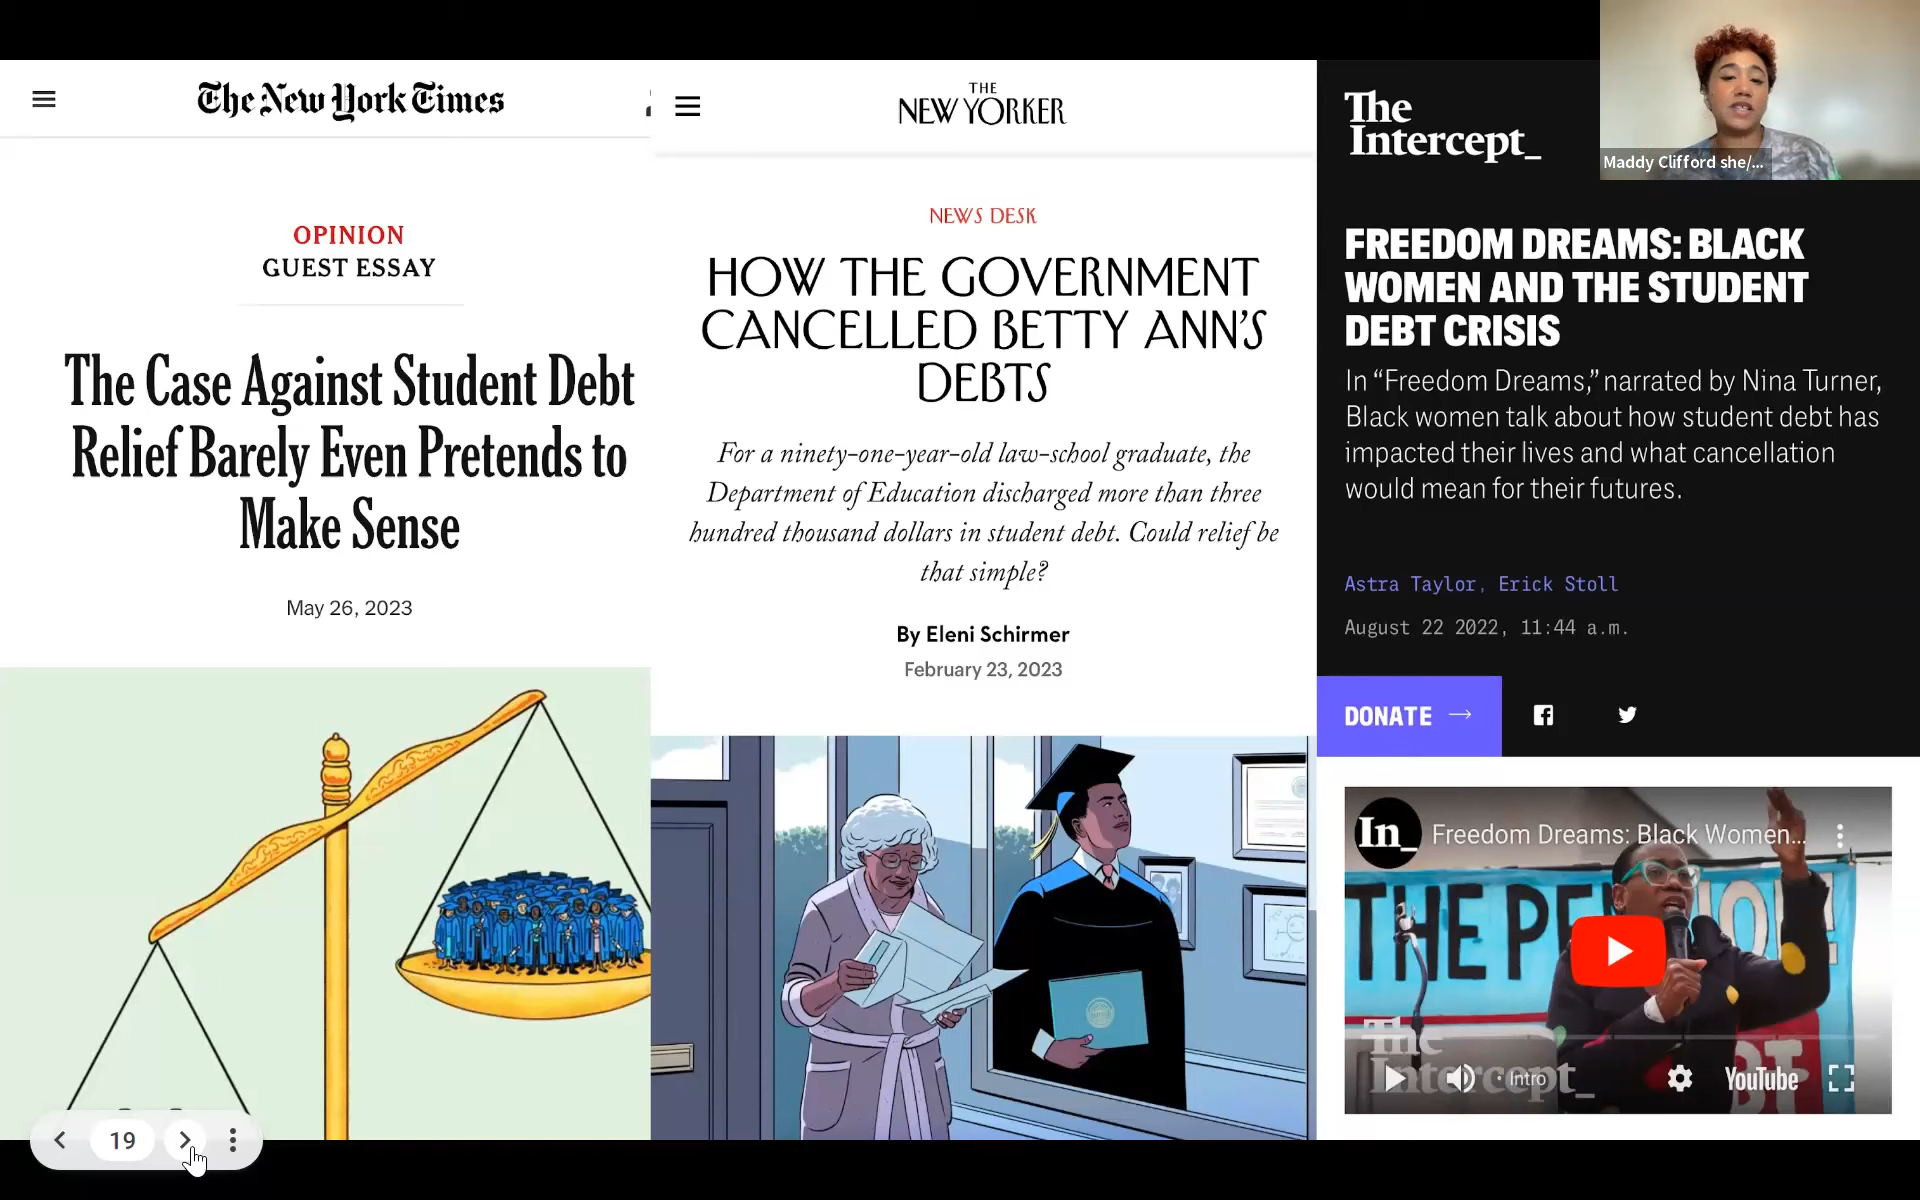 The New York Times
OPINION
GUEST ESSAY
The Case Against Student Debt
Relief Barely Even Pretends to
Make Sense
May 26, 2023
THE
NEW YORKER
NEWS DESK
HOW THE GOVERNMENT
CANCELLED BETTY ANN'S
DEBTS
For a ninety-one-year-old law-school graduate, the
Department of Education discharged more than three
hundred thousand dollars in student debt. Could relief be
that simple?
By Eleni Schirmer
February 23, 2023
The
Intercept_
Maddy Clifford she/...
FREEDOM DREAMS: BLACK
WOMEN AND THE STUDENT
DEBT CRISIS
In “Freedom Dreams,” narrated by Nina Turner,
Black women talk about how student debt has
impacted their lives and what cancellation
would mean for their futures.
Astra Taylor, Erick Stoll
August 22 2022, 11:44 a.m.
DONATE →
In_
Freedom Dreams: Black Women...
THE PE
The
Intercept_
• Intro
YouTube
19